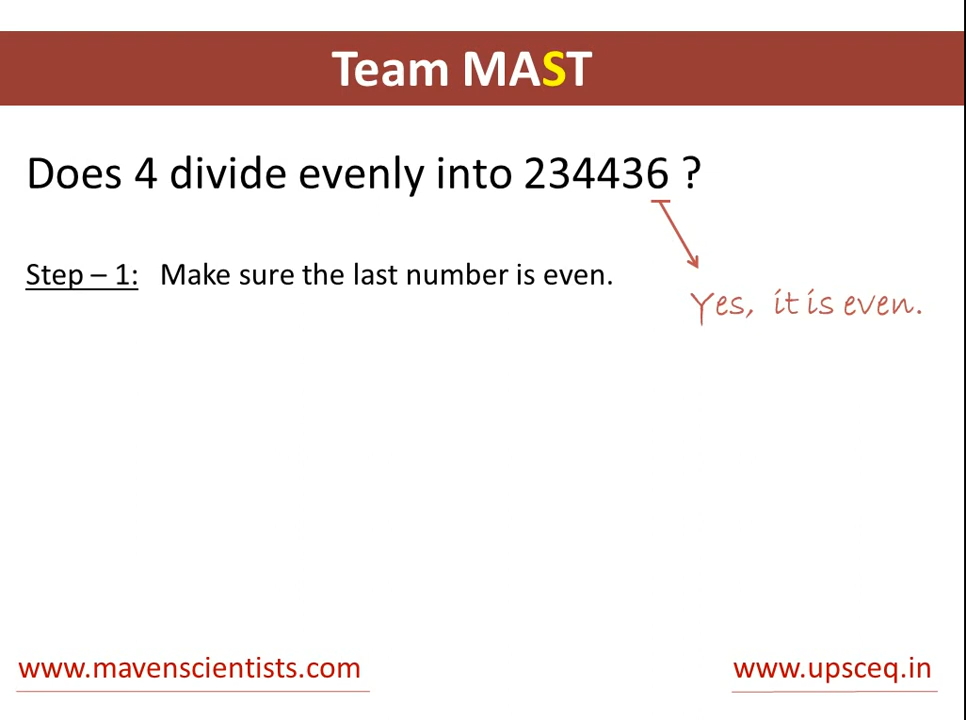 Team MAST
Does 4 divide evenly into 234436 ?
Step – 1: Make sure the last number is even.
Yes, it is even.
www.mavenscientists.com
www.upsceq.in